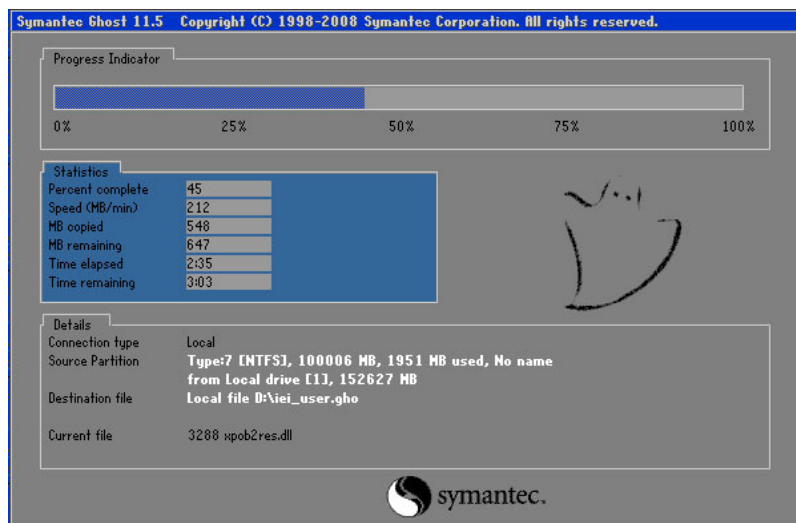 Symantec Ghost 11.5 Copyright (C) 1998-2008 Symantec Corporation. All rights reserved.
Progress Indicator
0% 25% 50% 75% 100%
Statistics
Percent complete 45
Speed (MB/min) 212
MB copied 548
MB remaining 647
Time elapsed 2:35
Time remaining 3:03
Details
Connection type Local
Source Partition Type:7 [NTFS], 100006 MB, 1951 MB used, No name
from Local drive [1], 152627 MB
Destination file Local file D:\iei_user.gho
Current file 3288 xpob2res.dll
symantec.